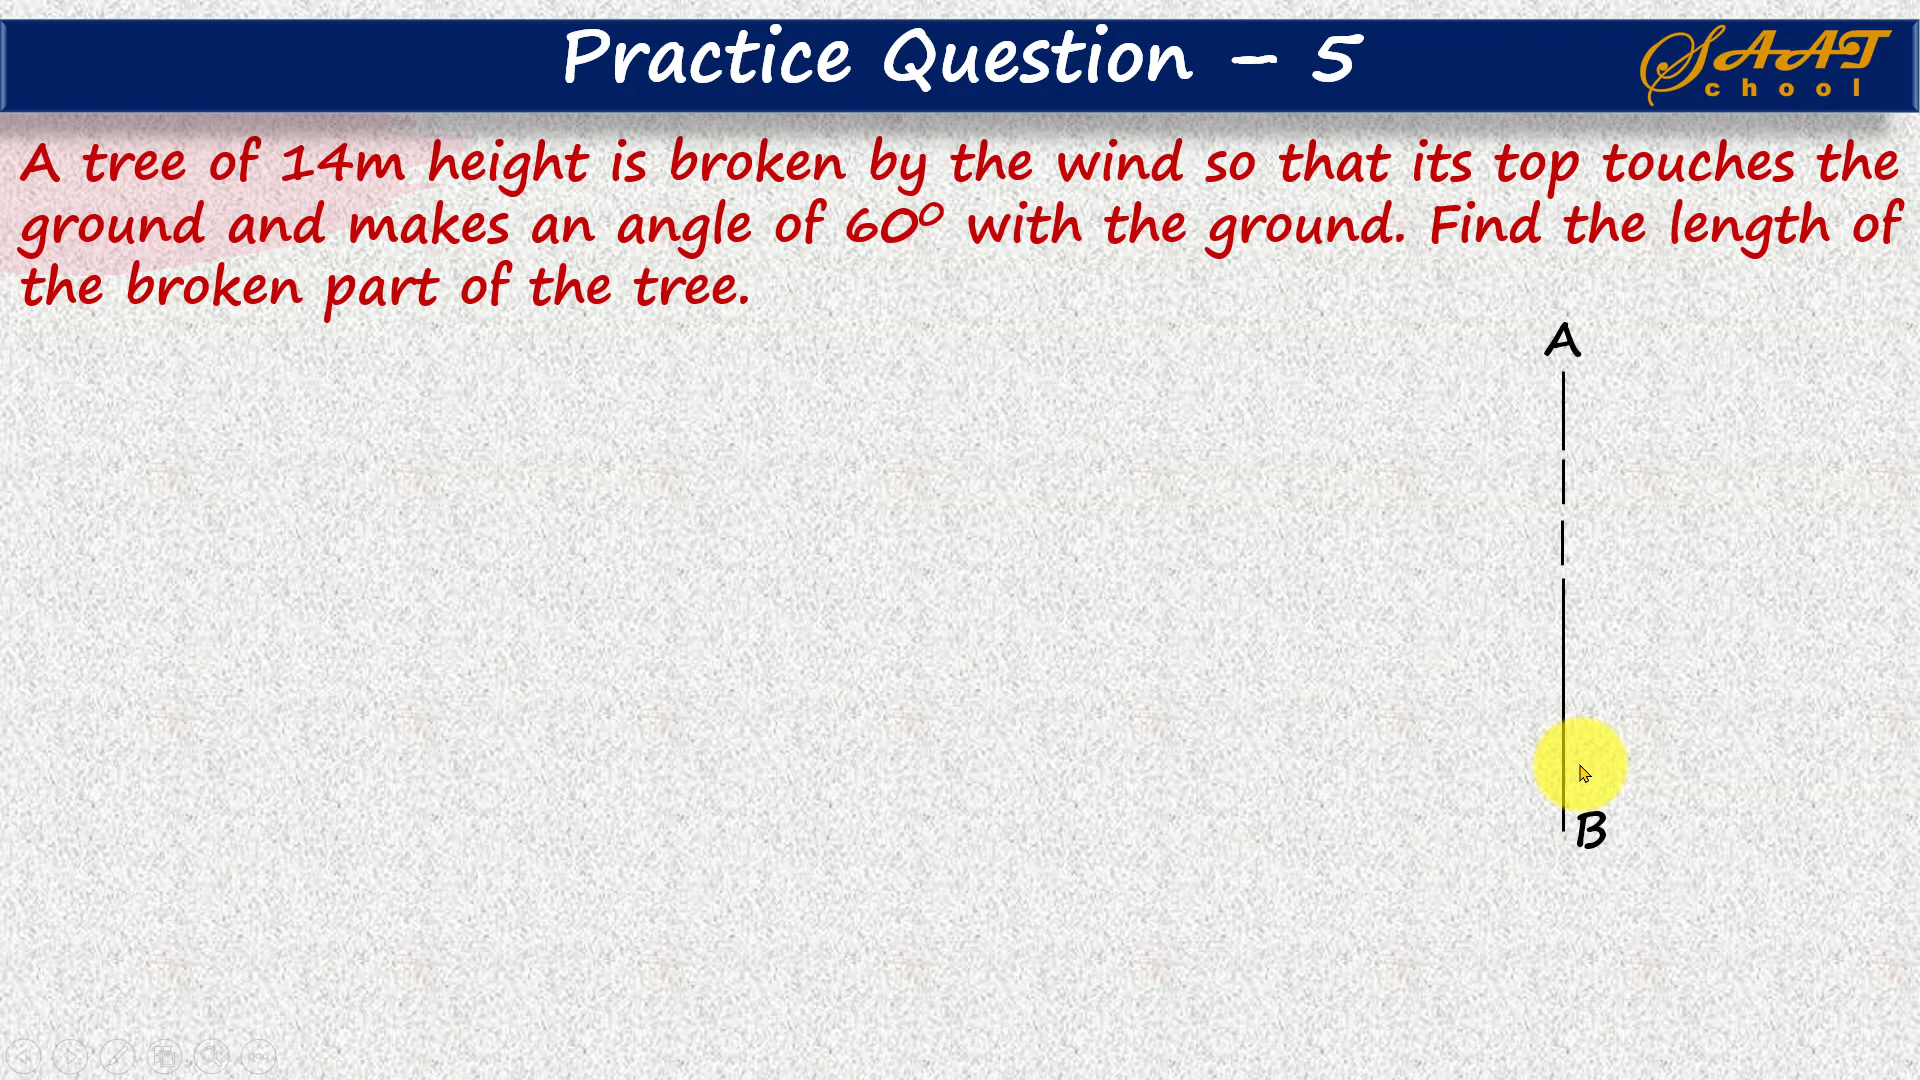 Practice Question – 5
SAAT
chool
A tree of 14m height is broken by the wind so that its top touches the
ground and makes an angle of 60⁰ with the ground. Find the length of
the broken part of the tree.
A
B